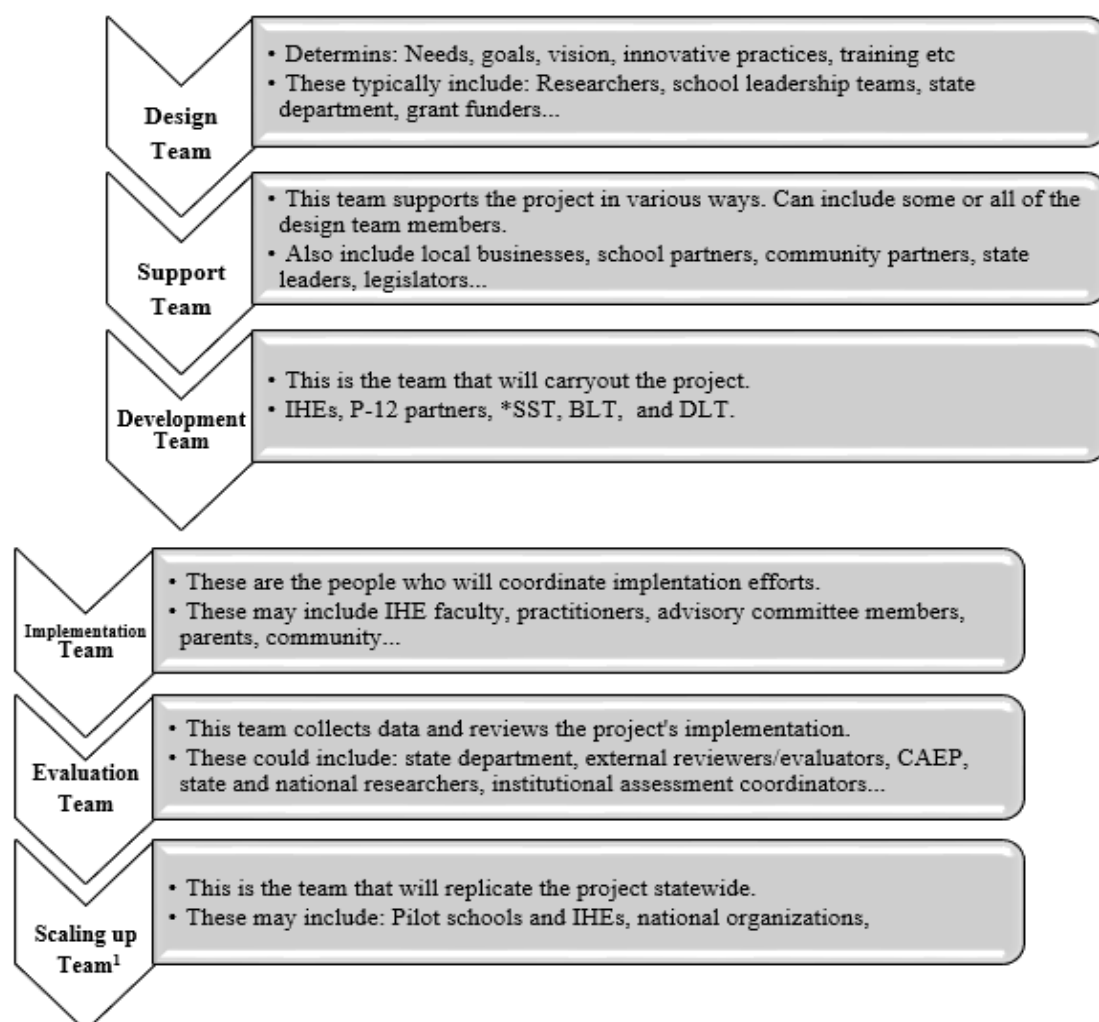 Design
Team
• Determins: Needs, goals, vision, innovative practices, training etc
• These typically include: Researchers, school leadership teams, state
department, grant funders...
Support
Team
• This team supports the project in various ways. Can include some or all of the
design team members.
• Also include local businesses, school partners, community partners, state
leaders, legislators...
Development
Team
• This is the team that will carryout the project.
• IHEs, P-12 partners, *SST, BLT, and DLT.
Implementation
Team
• These are the people who will coordinate implentation efforts.
• These may include IHE faculty, practitioners, advisory committee members,
parents, community...
Evaluation
Team
• This team collects data and reviews the project's implementation.
• These could include: state department, external reviewers/evaluators, CAEP,
state and national researchers, institutional assessment coordinators...
Scaling up
Team¹
• This is the team that will replicate the project statewide.
• These may include: Pilot schools and IHEs, national organizations,